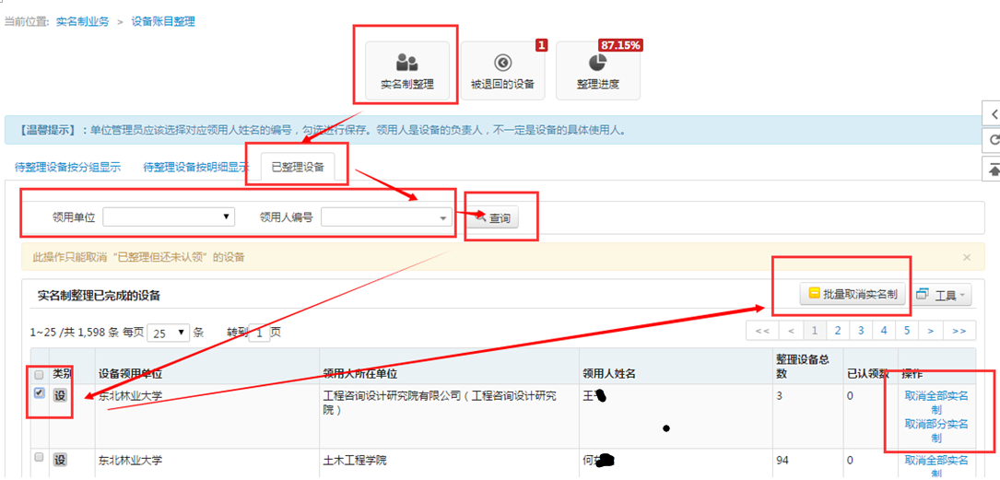 当前位置: 实名制业务 > 设备账目整理
1
87.15%
实名制整理
被退回的设备
整理进度
【温馨提示】：单位管理员应该选择对应领用人姓名的编号，勾选进行保存。领用人是设备的负责人，不一定是设备的具体使用人。
待整理设备按分组显示
待整理设备按明细显示
已整理设备
领用单位
领用人编号
查询
此操作只能取消“已整理但还未认领”的设备
×
实名制整理已完成的设备
批量取消实名制
工具
1~25 /共 1,598 条 每页 25 条 转到 1 页
<< < 1 2 3 4 5 > >>
类别 设备领用单位 领用人所在单位 领用人姓名 整理设备总
数 已认领数 操作
设 东北林业大学 工程咨询设计研究院有限公司（工程咨询设计研究
院） 王 3 0 取消全部实名
制
取消部分实名
制
设 东北林业大学 土木工程学院 何 94 0 取消全部实名
制